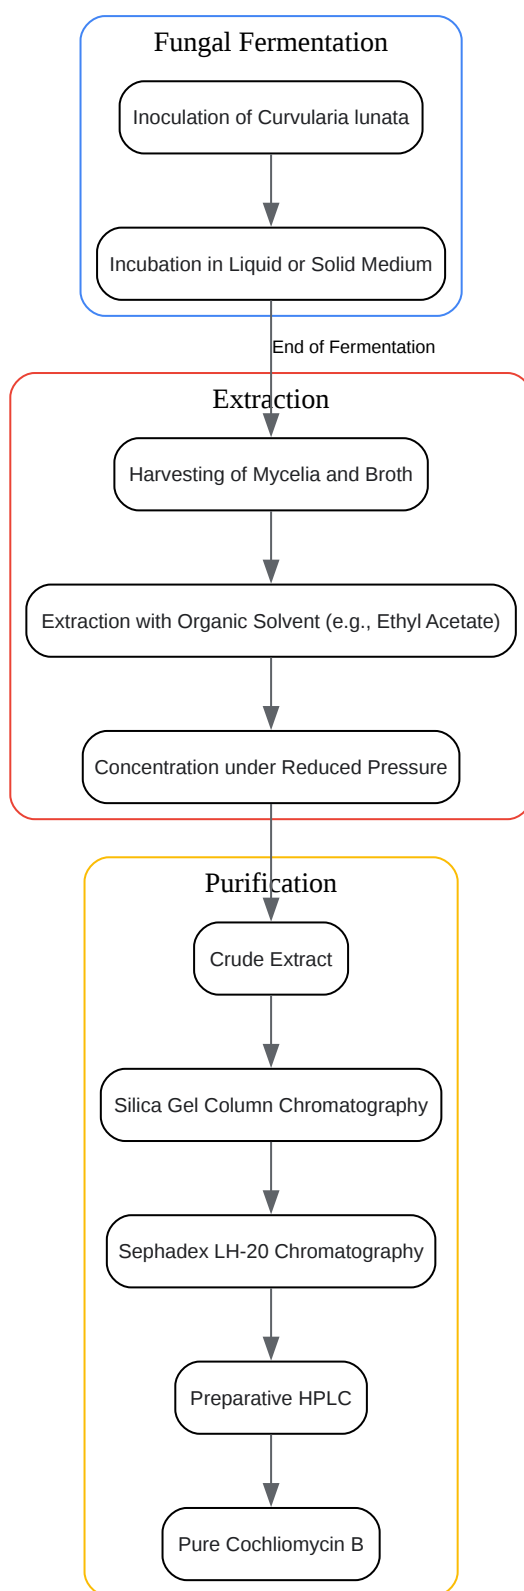 Fungal Fermentation
Inoculation of Curvularia lunata
Incubation in Liquid or Solid Medium
End of Fermentation
Extraction
Harvesting of Mycelia and Broth
Extraction with Organic Solvent (e.g., Ethyl Acetate)
Concentration under Reduced Pressure
Purification
Crude Extract
Silica Gel Column Chromatography
Sephadex LH-20 Chromatography
Preparative HPLC
Pure Cochliomycin B